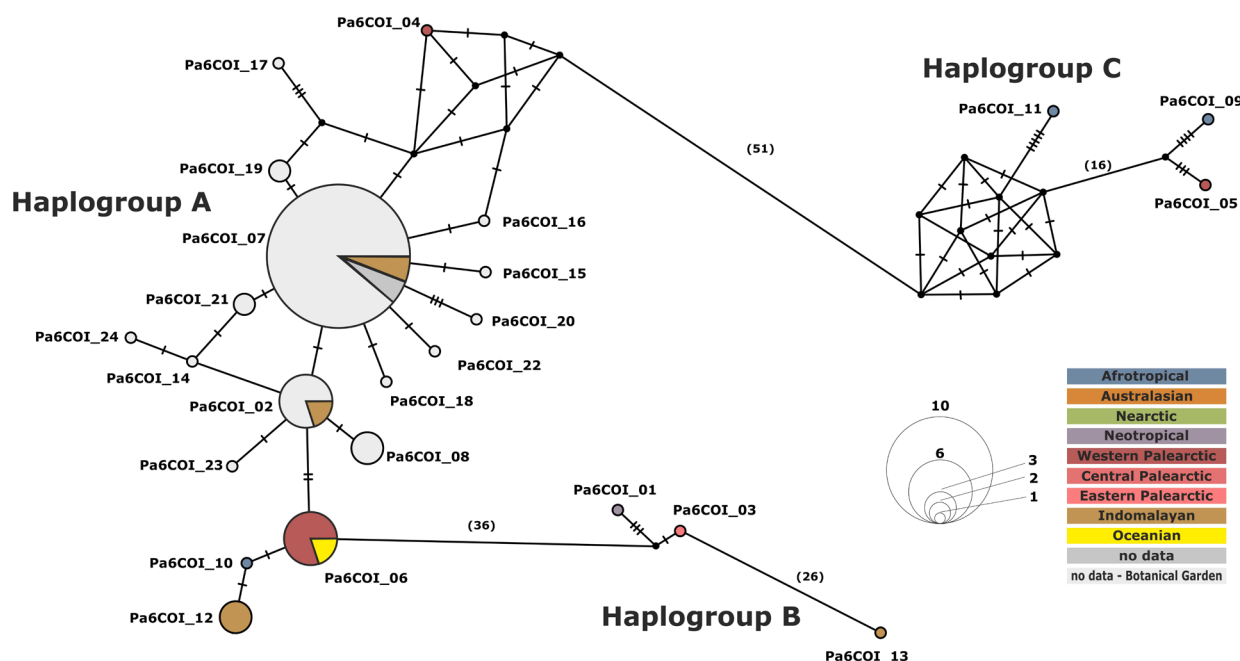 Pa6COI_04
Haplogroup C
Pa6COI_17
Pa6COI_11
Pa6COI_09
(51)
(16)
Pa6COI_19
Pa6COI_05
Haplogroup A
Pa6COI_16
Pa6COI_07
Pa6COI_15
Pa6COI_21
Pa6COI_20
Pa6COI_24
Pa6COI_22
Pa6COI_14
Pa6COI_18
Pa6COI_02
Pa6COI_08
Pa6COI_23
10
6
3
2
1
Afrotropical
Australasian
Nearctic
Neotropical
Western Palearctic
Central Palearctic
Eastern Palearctic
Indomalayan
Oceanian
no data
no data - Botanical Garden
Pa6COI_01
Pa6COI_03
(36)
Pa6COI_10
Pa6COI_06
(26)
Pa6COI_12
Haplogroup B
Pa6COI_13